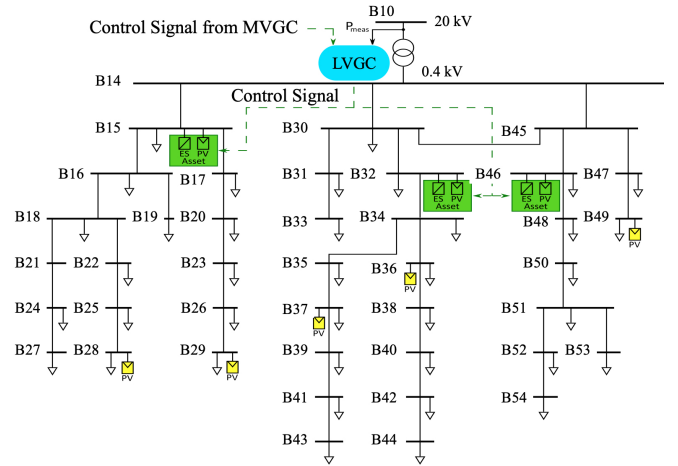 B10
20 kV
Control Signal from MVGC
Pmeas
LVGC
B14
0.4 kV
Control Signal
B15
B30
B45
ES PV
Asset
B16
B17
B31
B32
B46
B47
ES PV
Asset
ES PV
Asset
B18
B19
B20
B33
B34
B48
B49
PV
B21
B22
B23
B35
B36
B50
PV
B24
B25
B26
B37
B38
B51
PV
B27
B28
B29
B39
B40
B52
B53
PV
PV
B41
B42
B54
B43
B44